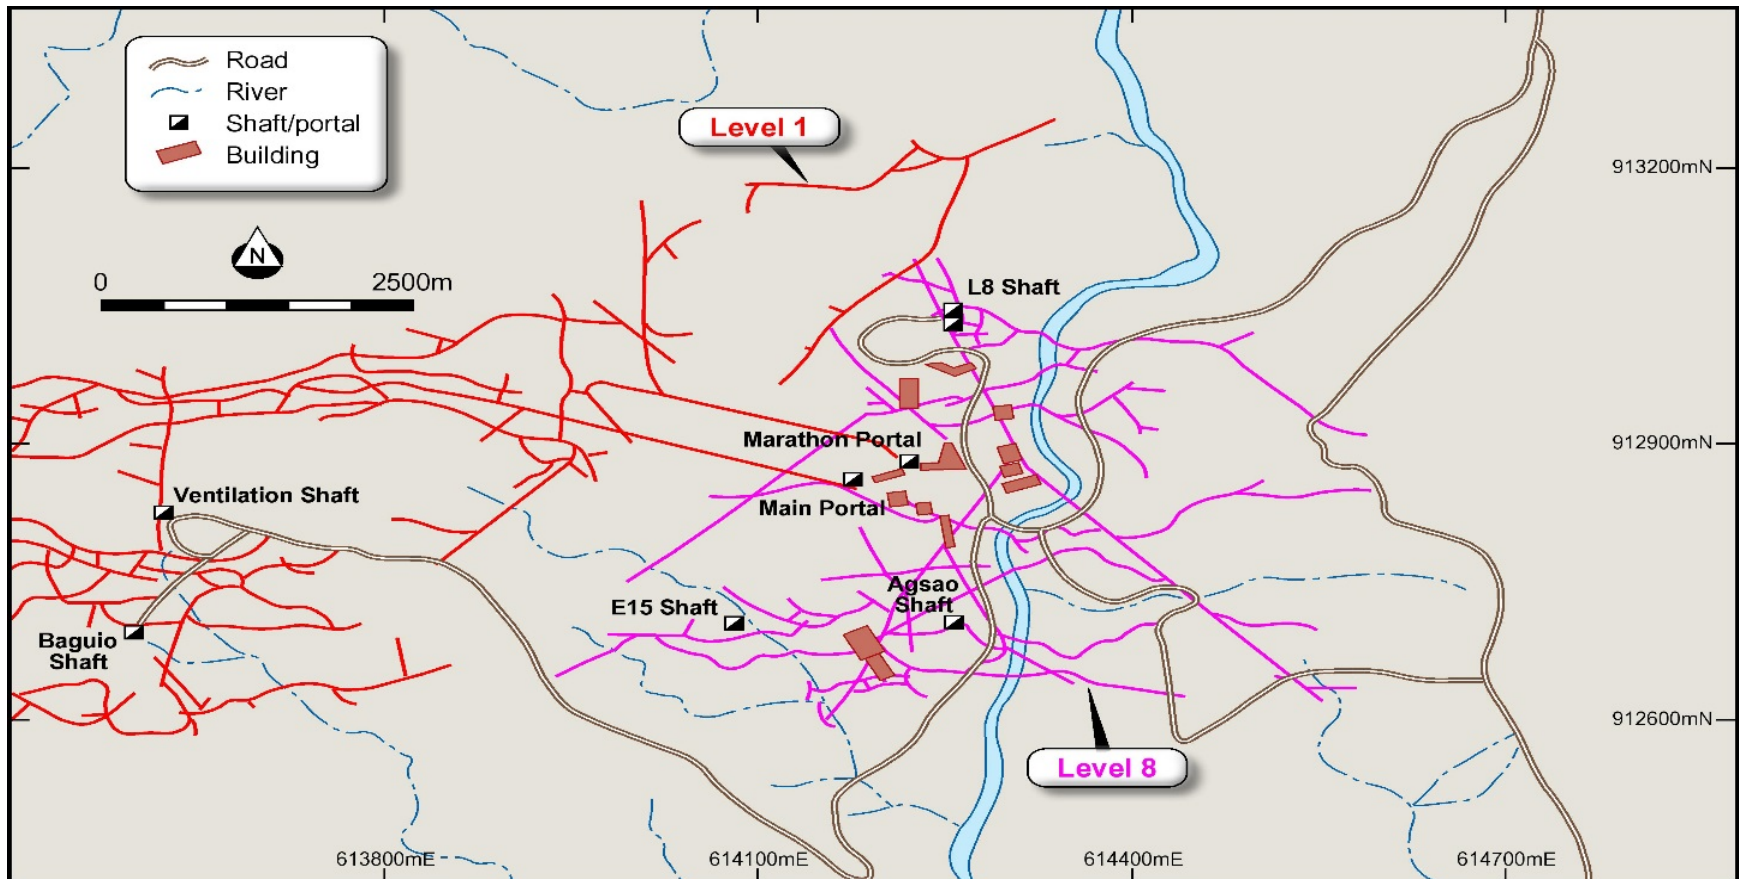 Road
River
Shaft/portal
Building
Level 1
913200mN
N
0 2500m
L8 Shaft
Marathon Portal
912900mN
Ventilation Shaft
Main Portal
Agsao
Shaft
E15 Shaft
Baguio
Shaft
912600mN
Level 8
613800mE
614100mE
614400mE
614700mE